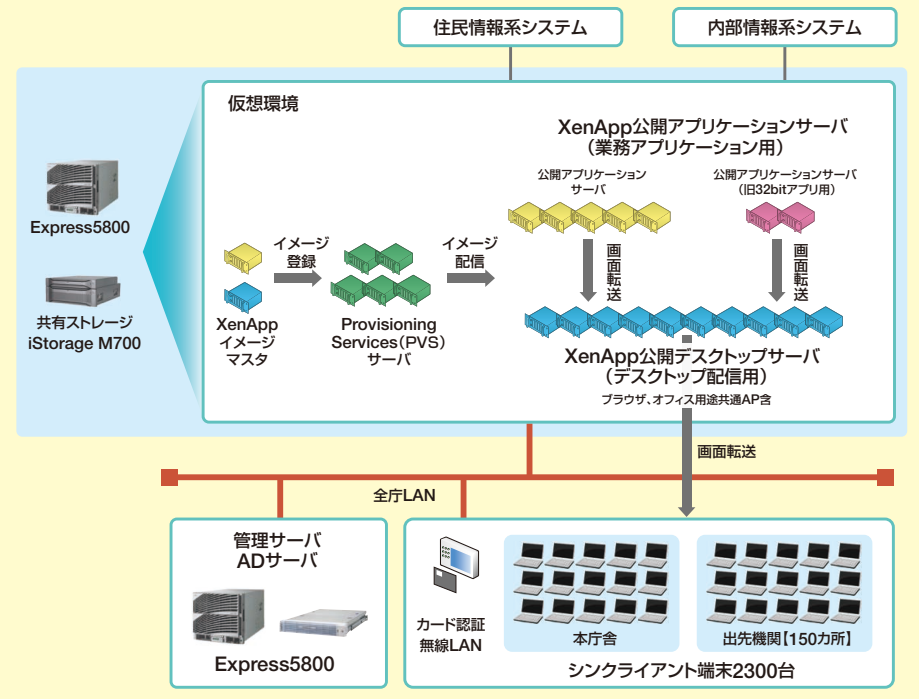 住民情報系システム
内部情報系システム
仮想環境
XenApp公開アプリケーションサーバ
（業務アプリケーション用）
公開アプリケーション
サーバ
公開アプリケーションサーバ
（旧32bitアプリ用）
Express5800
共有ストレージ
iStorage M700
イメージ
登録
イメージ
配信
画面転送
画面転送
XenApp
イメージ
マスタ
Provisioning
Services（PVS）
サーバ
XenApp公開デスクトップサーバ
（デスクトップ配信用）
ブラウザ、オフィス用途共通AP含
画面転送
全庁LAN
管理サーバ
ADサーバ
Express5800
カード認証
無線LAN
本庁舎
出先機関【150カ所】
シンクライアント端末2300台